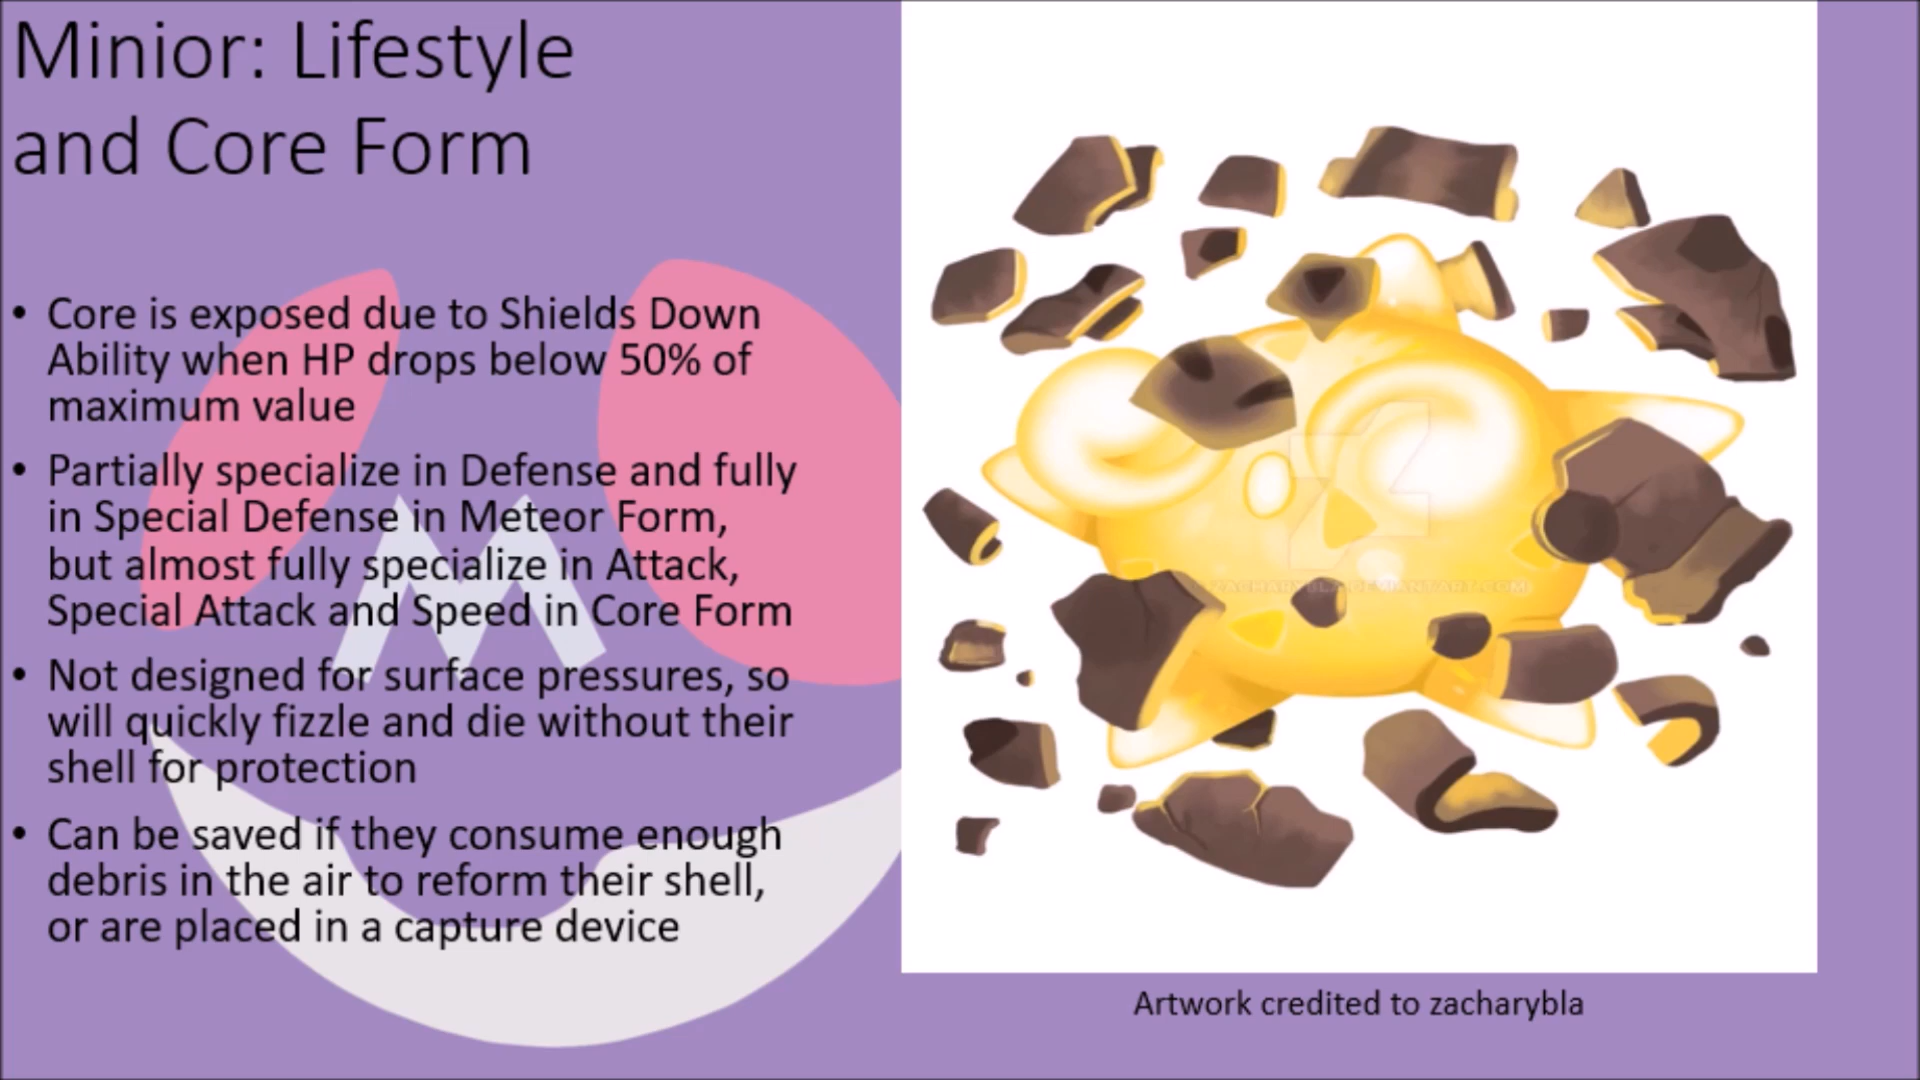 Minior: Lifestyle
and Core Form
• Core is exposed due to Shields Down
Ability when HP drops below 50% of
maximum value
• Partially specialize in Defense and fully
in Special Defense in Meteor Form,
but almost fully specialize in Attack,
Special Attack and Speed in Core Form
• Not designed for surface pressures, so
will quickly fizzle and die without their
shell for protection
• Can be saved if they consume enough
debris in the air to reform their shell,
or are placed in a capture device
Artwork credited to zacharybla